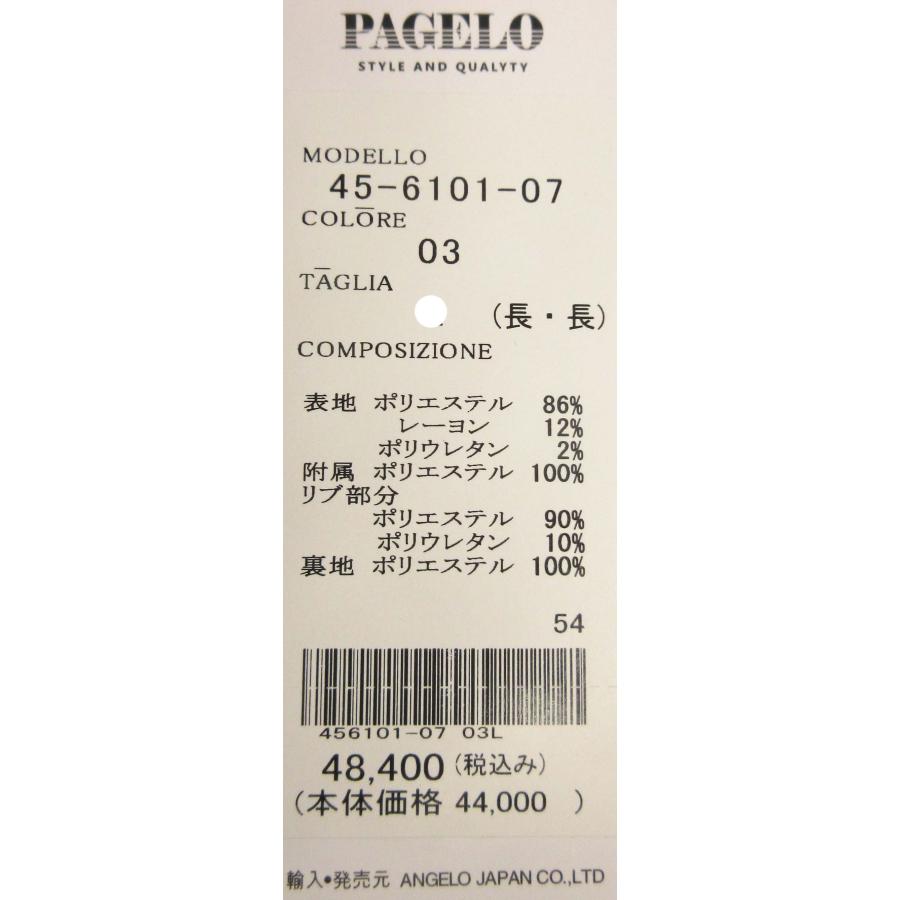 PAGELO
STYLE AND QUALYTY
MODELLO
45-6101-07
COLORE
03
TAGLIA
(長・長)
COMPOSIZIONE
表地 ポリエステル 86%
レーヨン 12%
ポリウレタン 2%
附属 ポリエステル 100%
リブ部分
ポリエステル 90%
ポリウレタン 10%
裏地 ポリエステル 100%
54
456101-07 03L
48,400 (税込み)
(本体価格 44,000 )
輸入•発売元 ANGELO JAPAN CO.,LTD